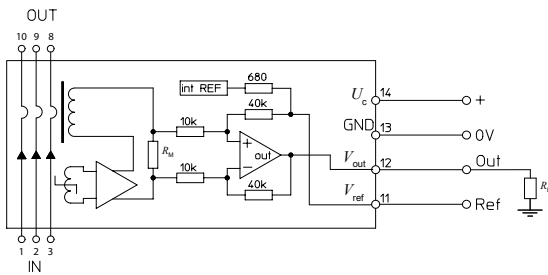 OUT
10 9 8
int REF
680
40k
10k
R_M
10k
+
out
−
40k
U_c 14
+
GND 13
0V
V_out 12
Out
V_ref 11
Ref
1 2 3
IN